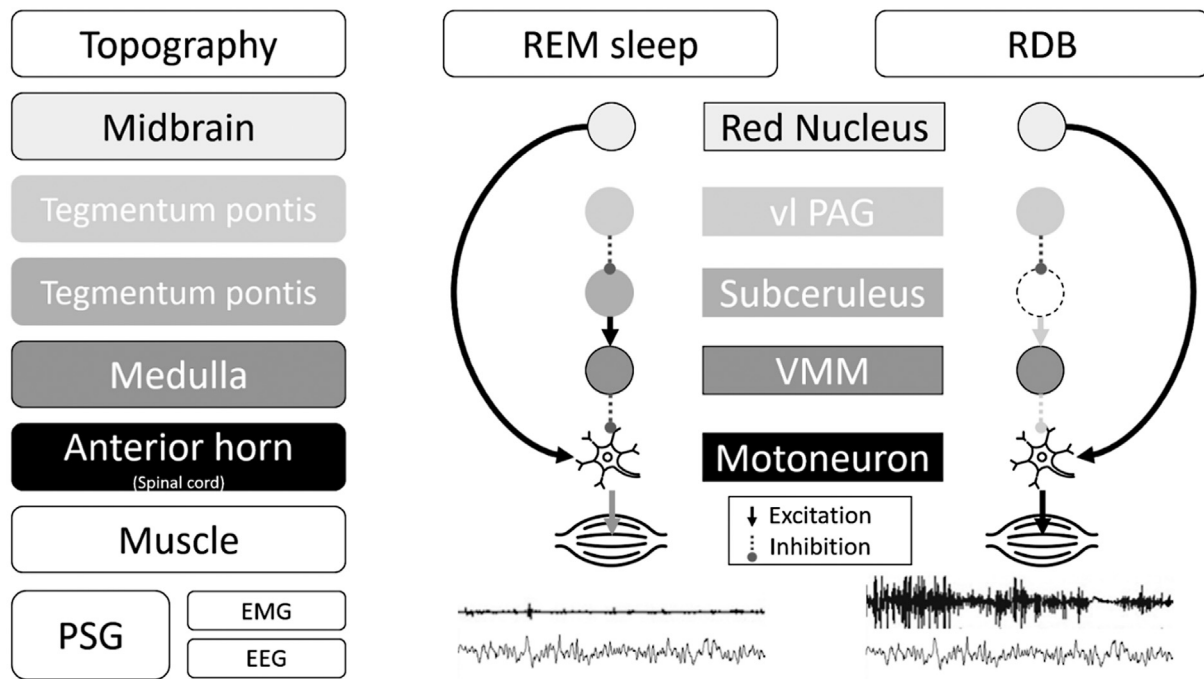 Topography
REM sleep
RDB
Midbrain
Red Nucleus
Tegmentum pontis
vl PAG
Tegmentum pontis
Subceruleus
Medulla
VMM
Anterior horn
(Spinal cord)
Motoneuron
Muscle
Excitation
Inhibition
PSG
EMG
EEG